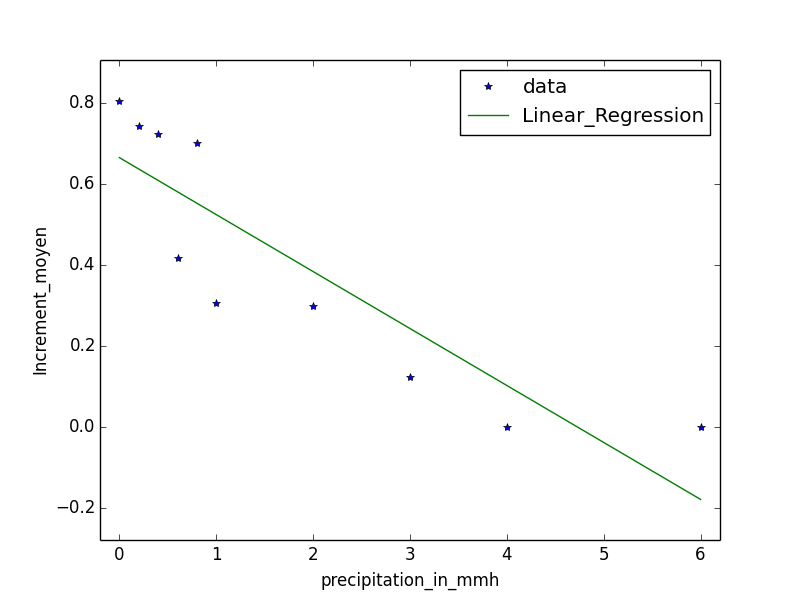 data
Linear_Regression
0.8
0.6
0.4
0.2
0.0
−0.2
Increment_moyen
0 1 2 3 4 5 6
precipitation_in_mmh